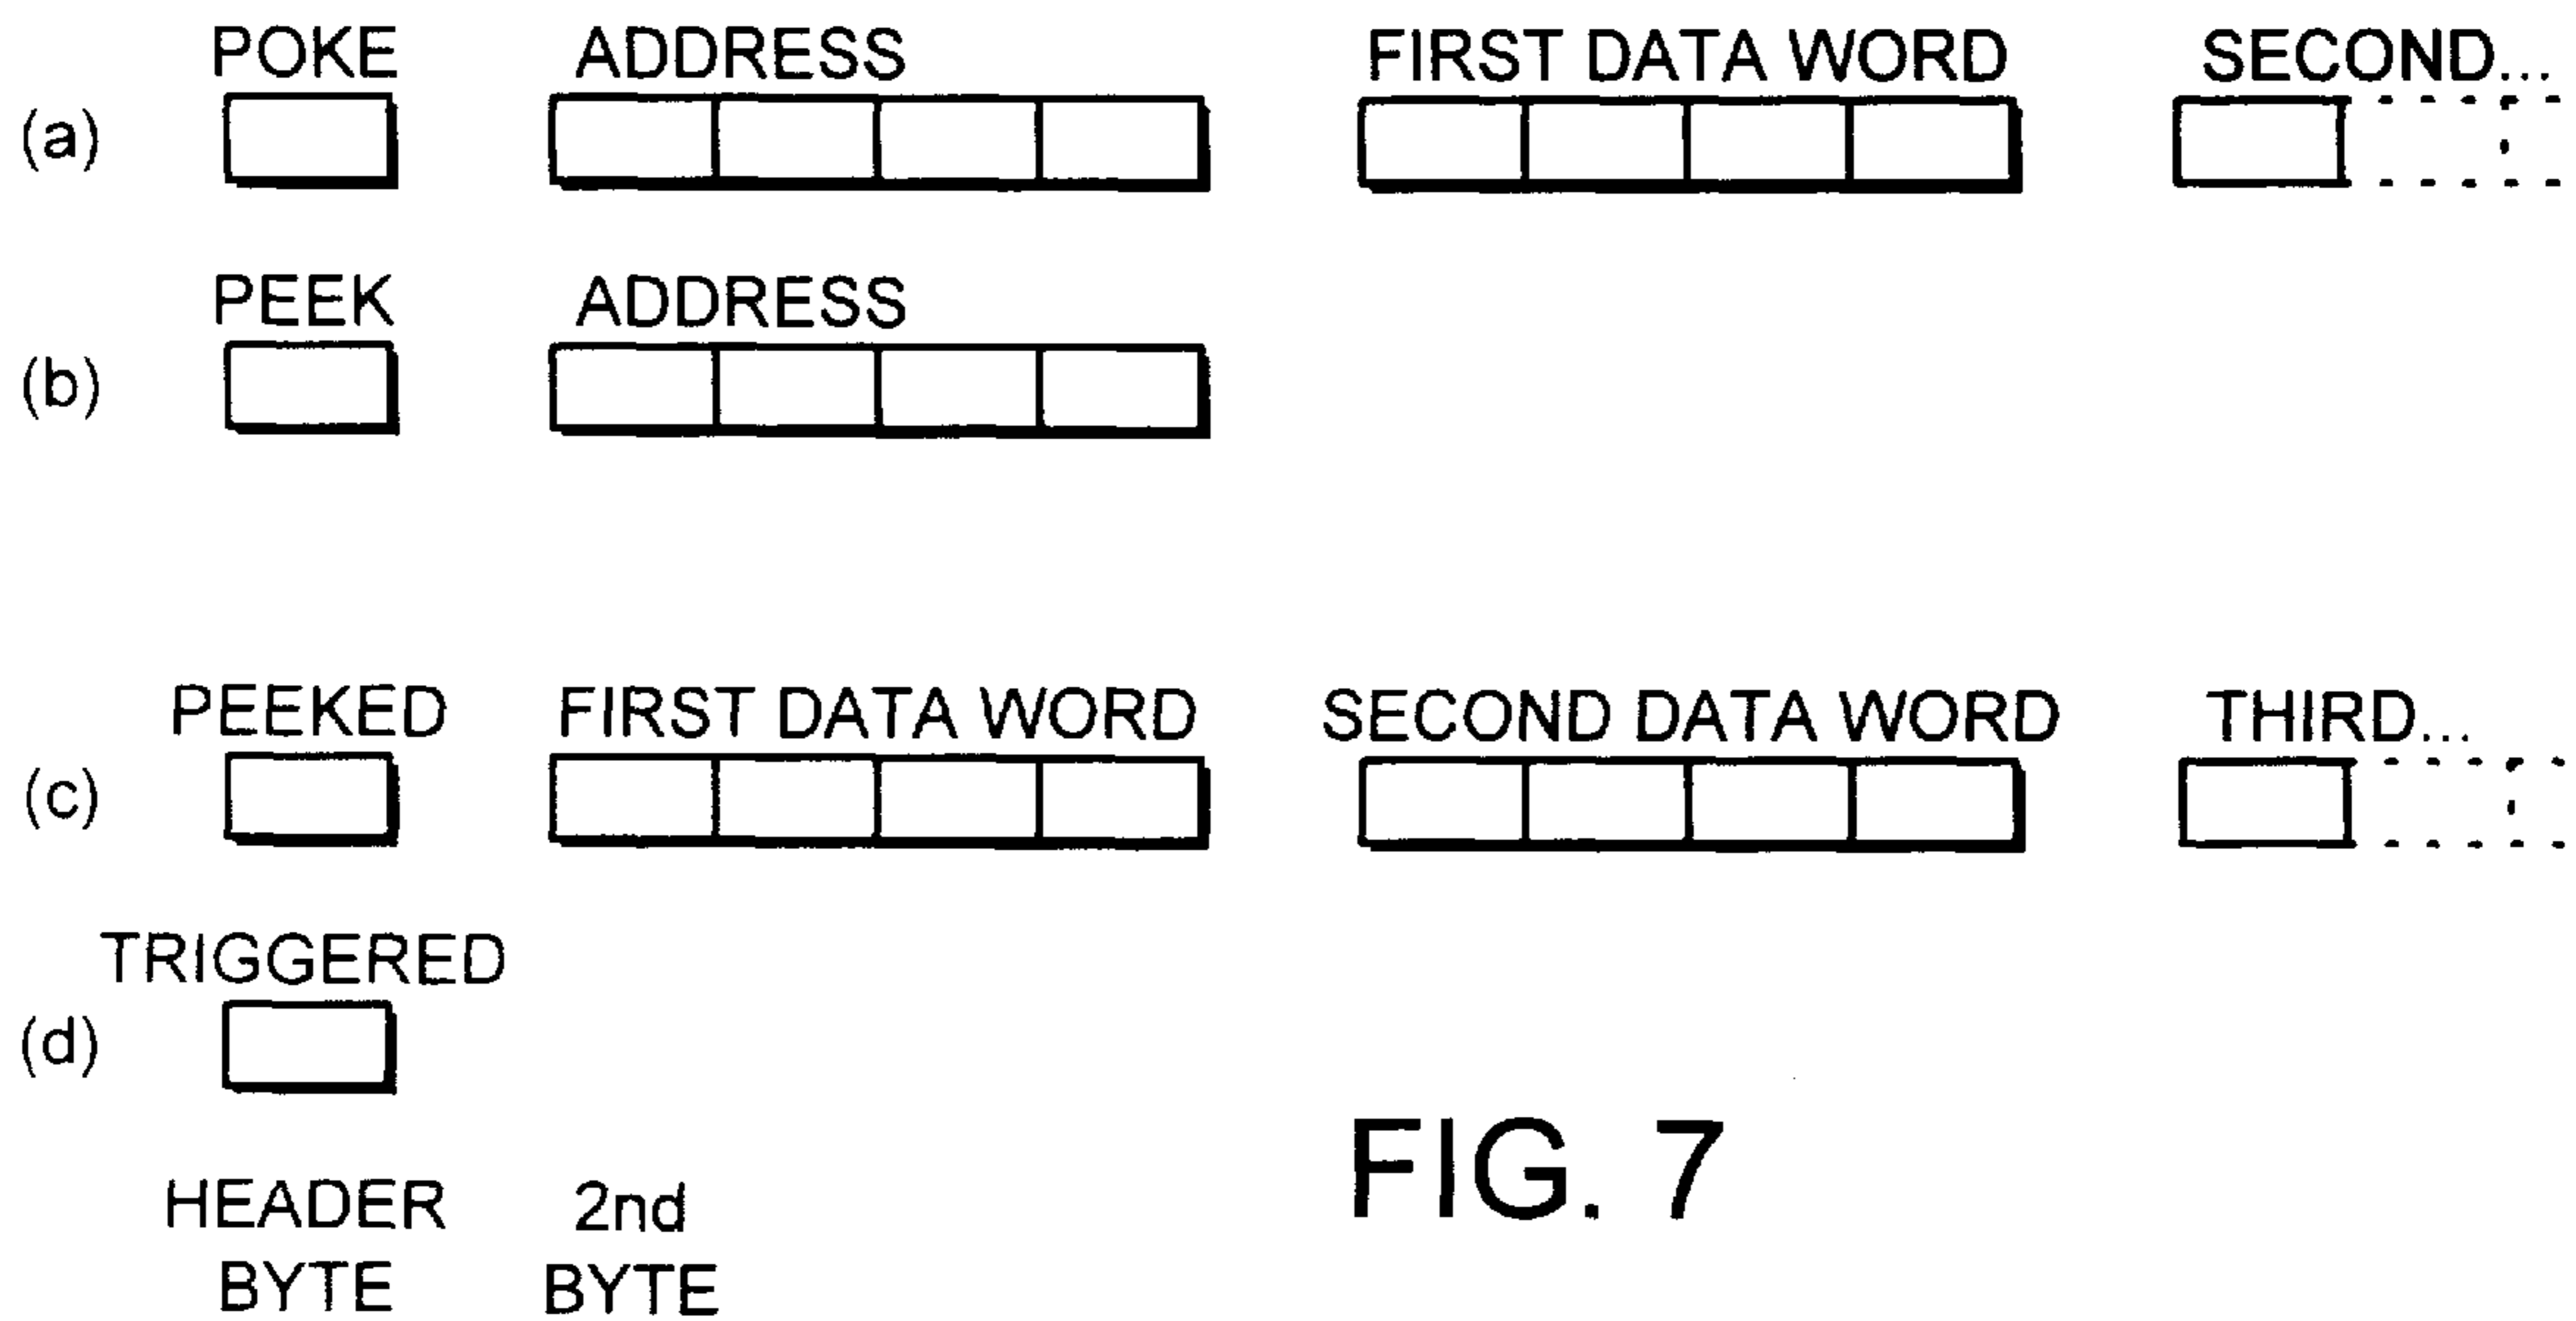 POKE ADDRESS FIRST DATA WORD SECOND...
(a)
PEEK ADDRESS
(b)
PEEKED FIRST DATA WORD SECOND DATA WORD THIRD...
(c)
TRIGGERED
(d)
HEADER 2nd
BYTE BYTE
FIG. 7